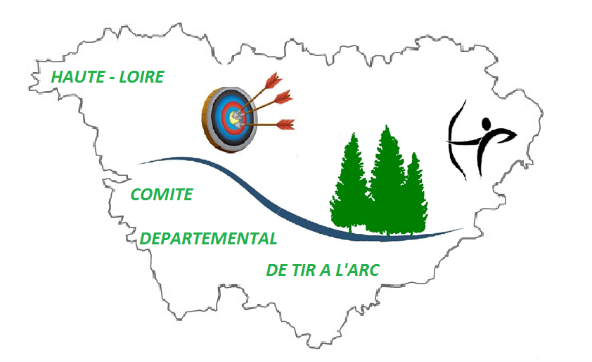 HAUTE - LOIRE
COMITE
DEPARTEMENTAL
DE TIR A L'ARC